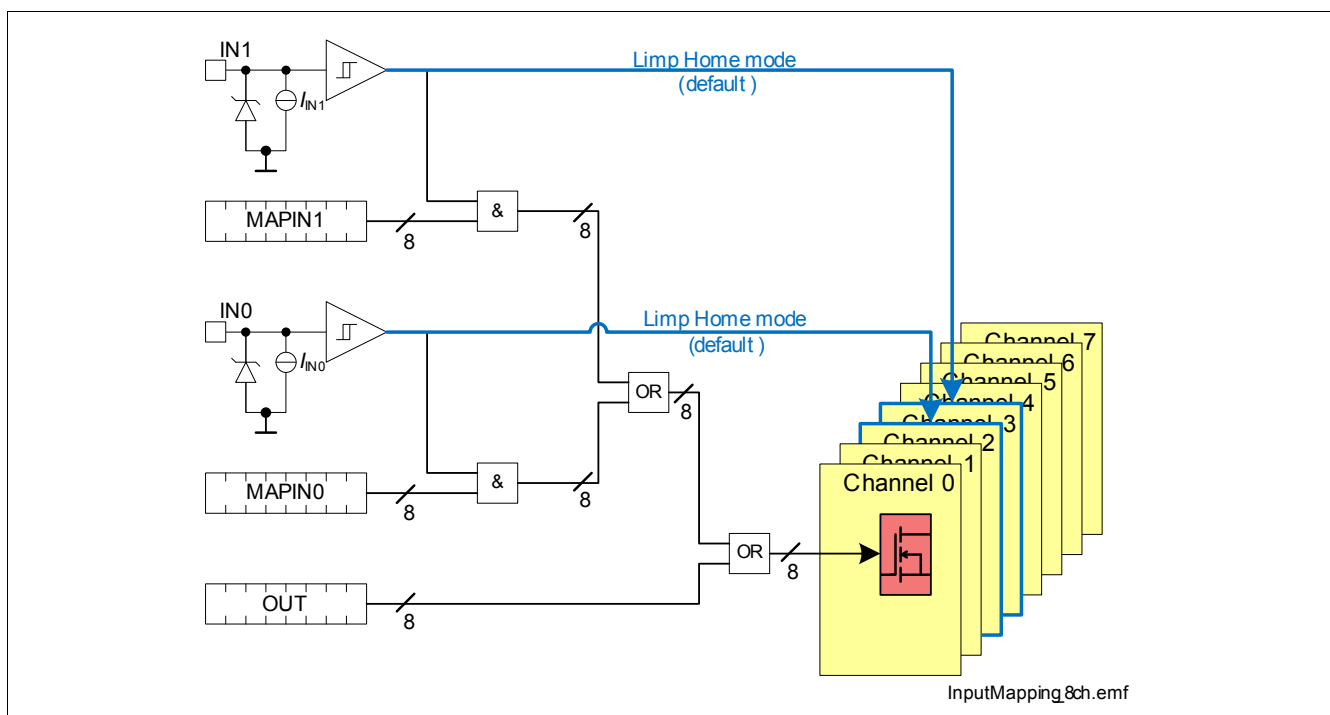 IN1
Limp Home mode
(default )
I IN1
MAPIN1
8
&
8
IN0
Limp Home mode
(default )
I IN0
Channel 7
Channel 6
Channel 5
Channel 4
Channel 3
Channel 2
Channel 1
Channel 0
OR
8
MAPIN0
8
&
8
OR
8
OUT
8
InputMapping_8ch.emf